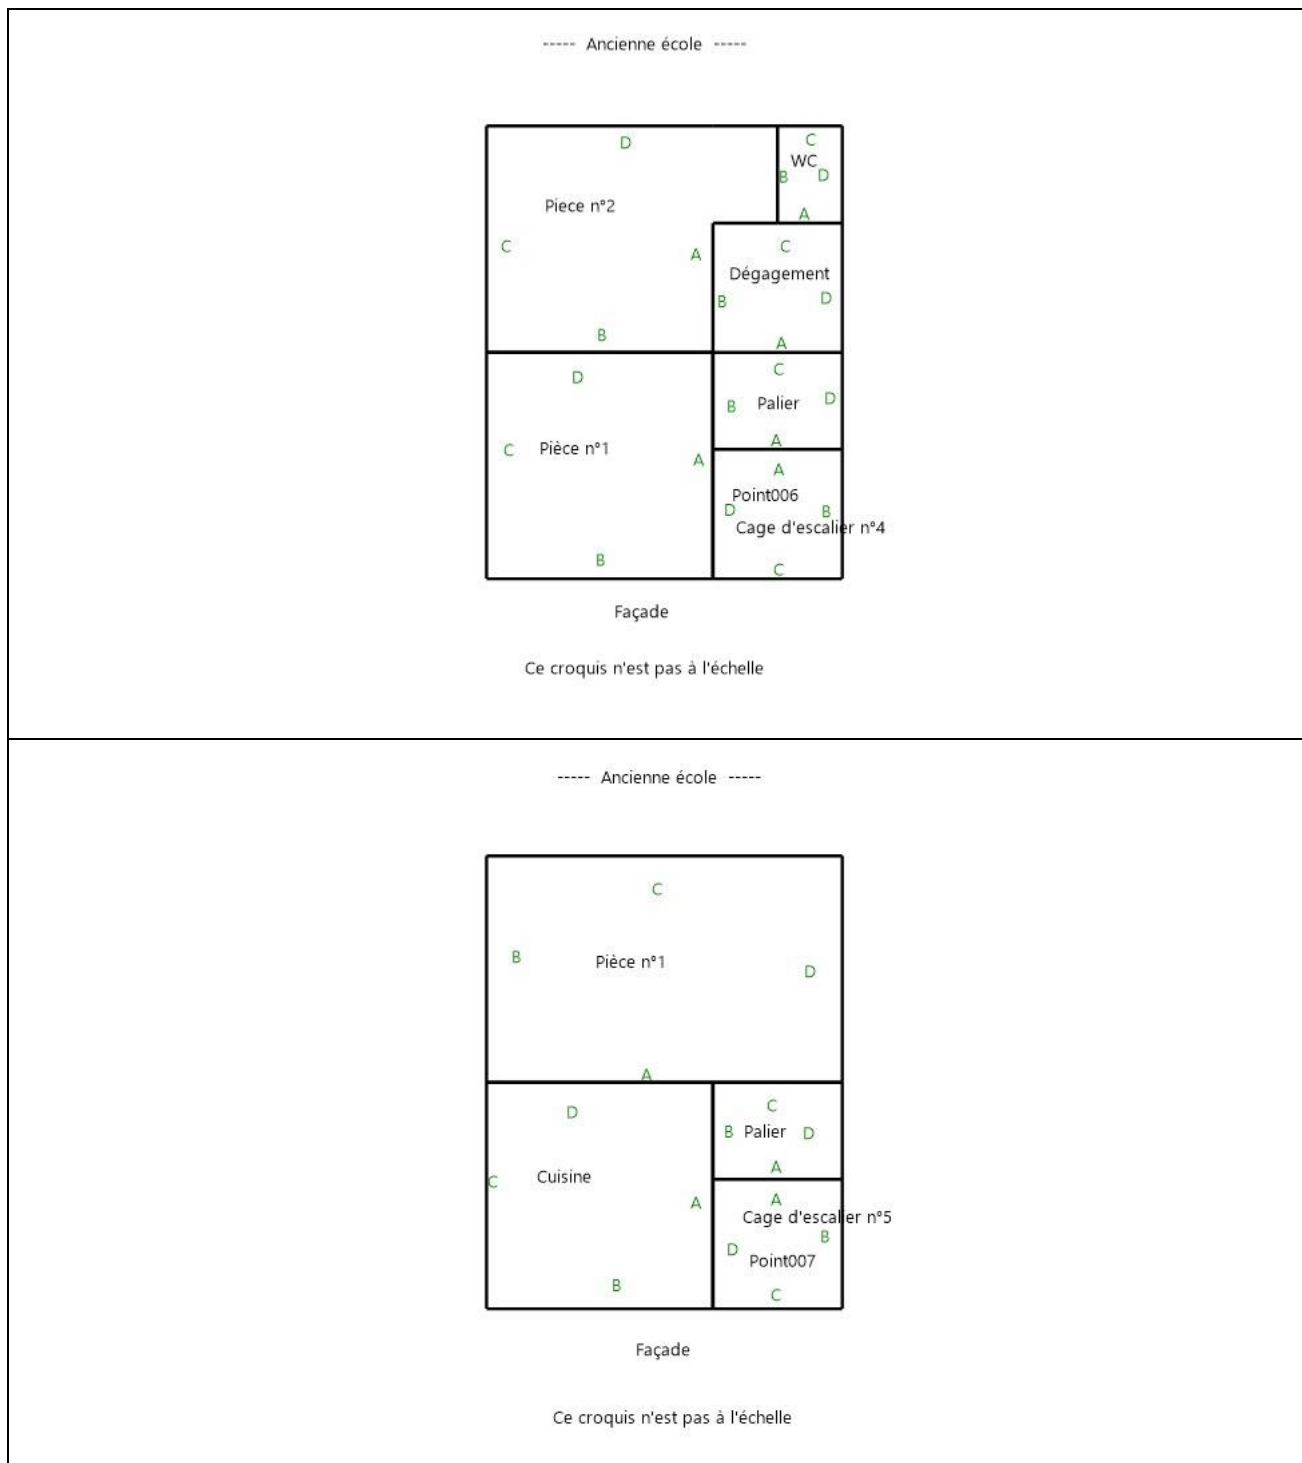 ----- Ancienne école -----
D
C
WC
B D
Piece n°2
A
C
A
C
Dégagement
B
D
B
A
D
C
B
Palier
D
C
Pièce n°1
A
A
A
Point006
D
B
Cage d'escalier n°4
B
C
Façade
Ce croquis n'est pas à l'échelle
----- Ancienne école -----
C
B
Pièce n°1
D
A
D
C
B
Palier
D
Cuisine
C
A
A
A
Cage d'escalier n°5
B
D
Point007
B
C
Façade
Ce croquis n'est pas à l'échelle